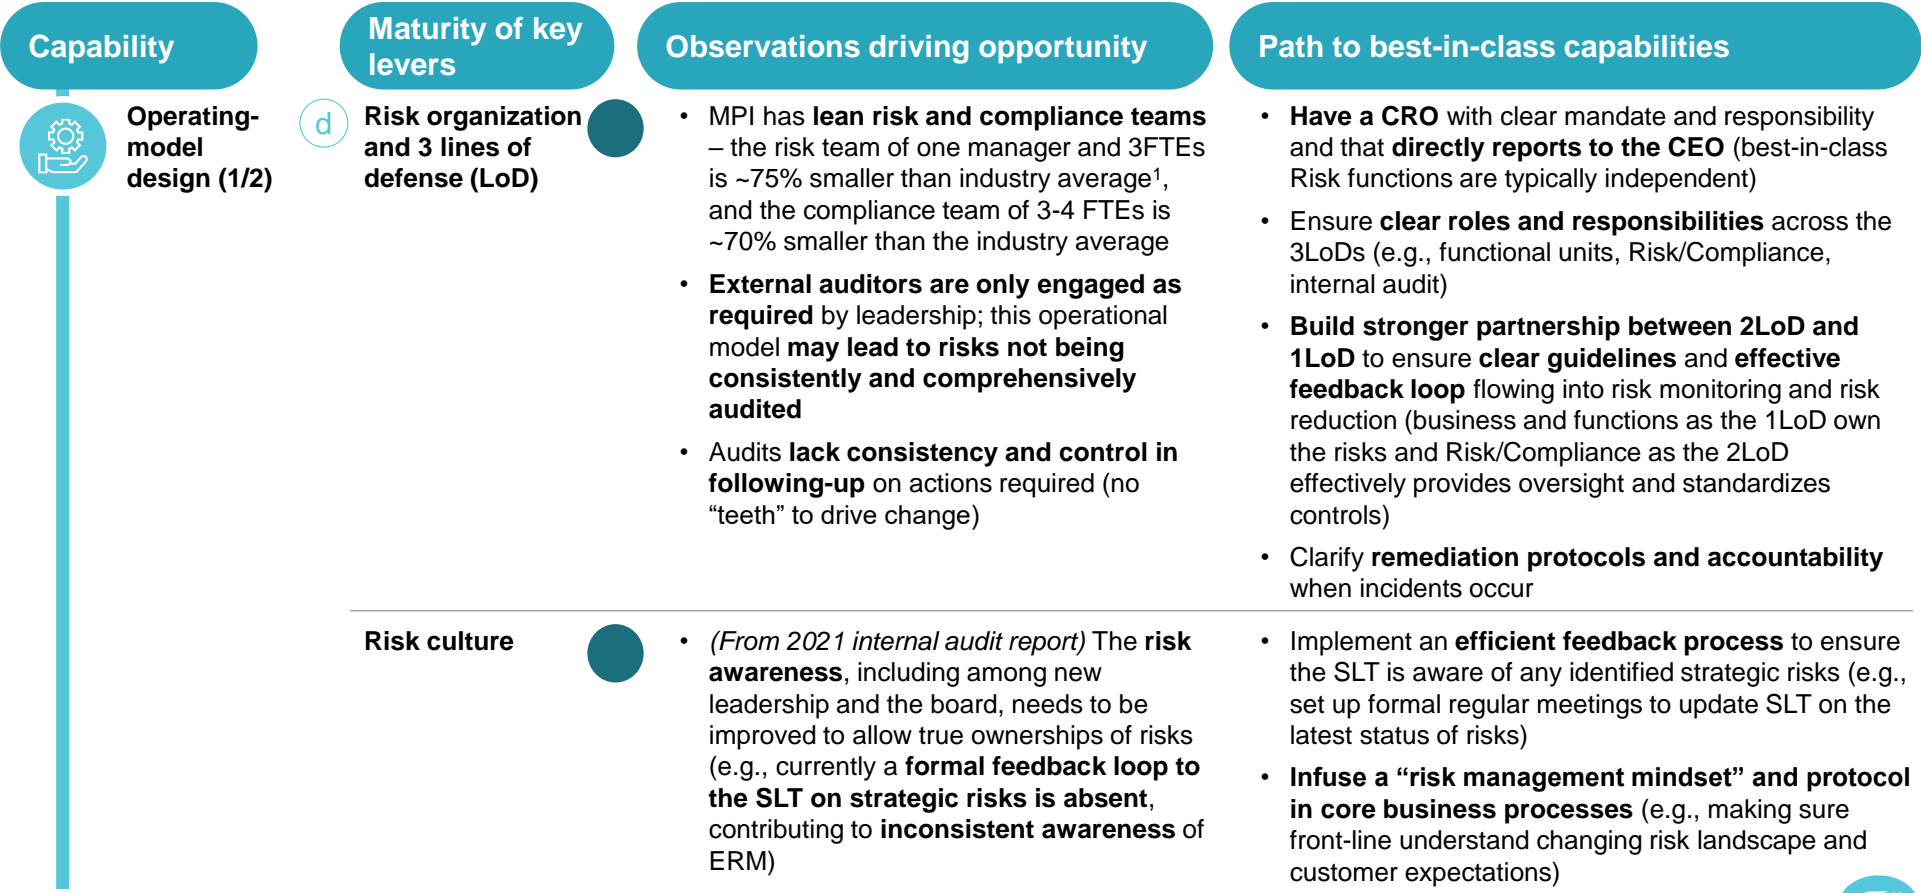 Capability
Maturity of key
levers
Observations driving opportunity
Path to best-in-class capabilities
Operating-
model
design (1/2)
d
Risk organization
and 3 lines of
defense (LoD)
• MPI has lean risk and compliance teams
– the risk team of one manager and 3FTEs
is ~75% smaller than industry average¹,
and the compliance team of 3-4 FTEs is
~70% smaller than the industry average
• External auditors are only engaged as
required by leadership; this operational
model may lead to risks not being
consistently and comprehensively
audited
• Audits lack consistency and control in
following-up on actions required (no
“teeth” to drive change)
• Have a CRO with clear mandate and responsibility
and that directly reports to the CEO (best-in-class
Risk functions are typically independent)
• Ensure clear roles and responsibilities across the
3LoDs (e.g., functional units, Risk/Compliance,
internal audit)
• Build stronger partnership between 2LoD and
1LoD to ensure clear guidelines and effective
feedback loop flowing into risk monitoring and risk
reduction (business and functions as the 1LoD own
the risks and Risk/Compliance as the 2LoD
effectively provides oversight and standardizes
controls)
• Clarify remediation protocols and accountability
when incidents occur
Risk culture
• (From 2021 internal audit report) The risk
awareness, including among new
leadership and the board, needs to be
improved to allow true ownerships of risks
(e.g., currently a formal feedback loop to
the SLT on strategic risks is absent,
contributing to inconsistent awareness of
ERM)
• Implement an efficient feedback process to ensure
the SLT is aware of any identified strategic risks (e.g.,
set up formal regular meetings to update SLT on the
latest status of risks)
• Infuse a “risk management mindset” and protocol
in core business processes (e.g., making sure
front-line understand changing risk landscape and
customer expectations)